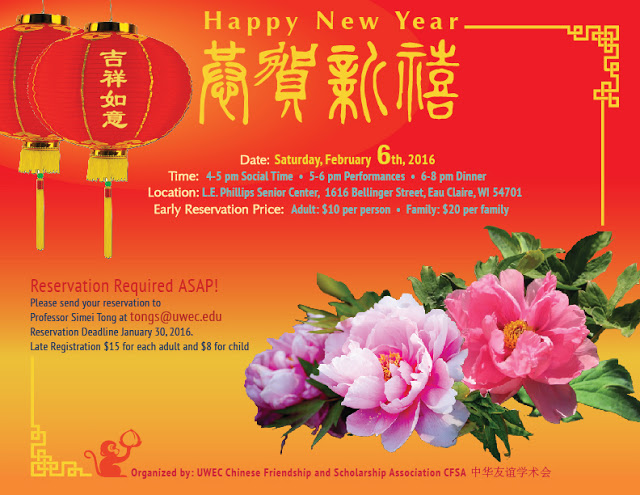 Happy New Year
恭賀新禧
吉祥如意
Date: Saturday, February 6th, 2016
Time: 4-5 pm Social Time • 5-6 pm Performances • 6-8 pm Dinner
Location: L.E. Phillips Senior Center, 1616 Bellinger Street, Eau Claire, WI 54701
Early Reservation Price: Adult: $10 per person • Family: $20 per family
Reservation Required ASAP!
Please send your reservation to
Professor Simei Tong at tongs@uwec.edu
Reservation Deadline January 30, 2016.
Late Registration $15 for each adult and $8 for child
Organized by: UWEC Chinese Friendship and Scholarship Association CFSA 中华友谊学术会